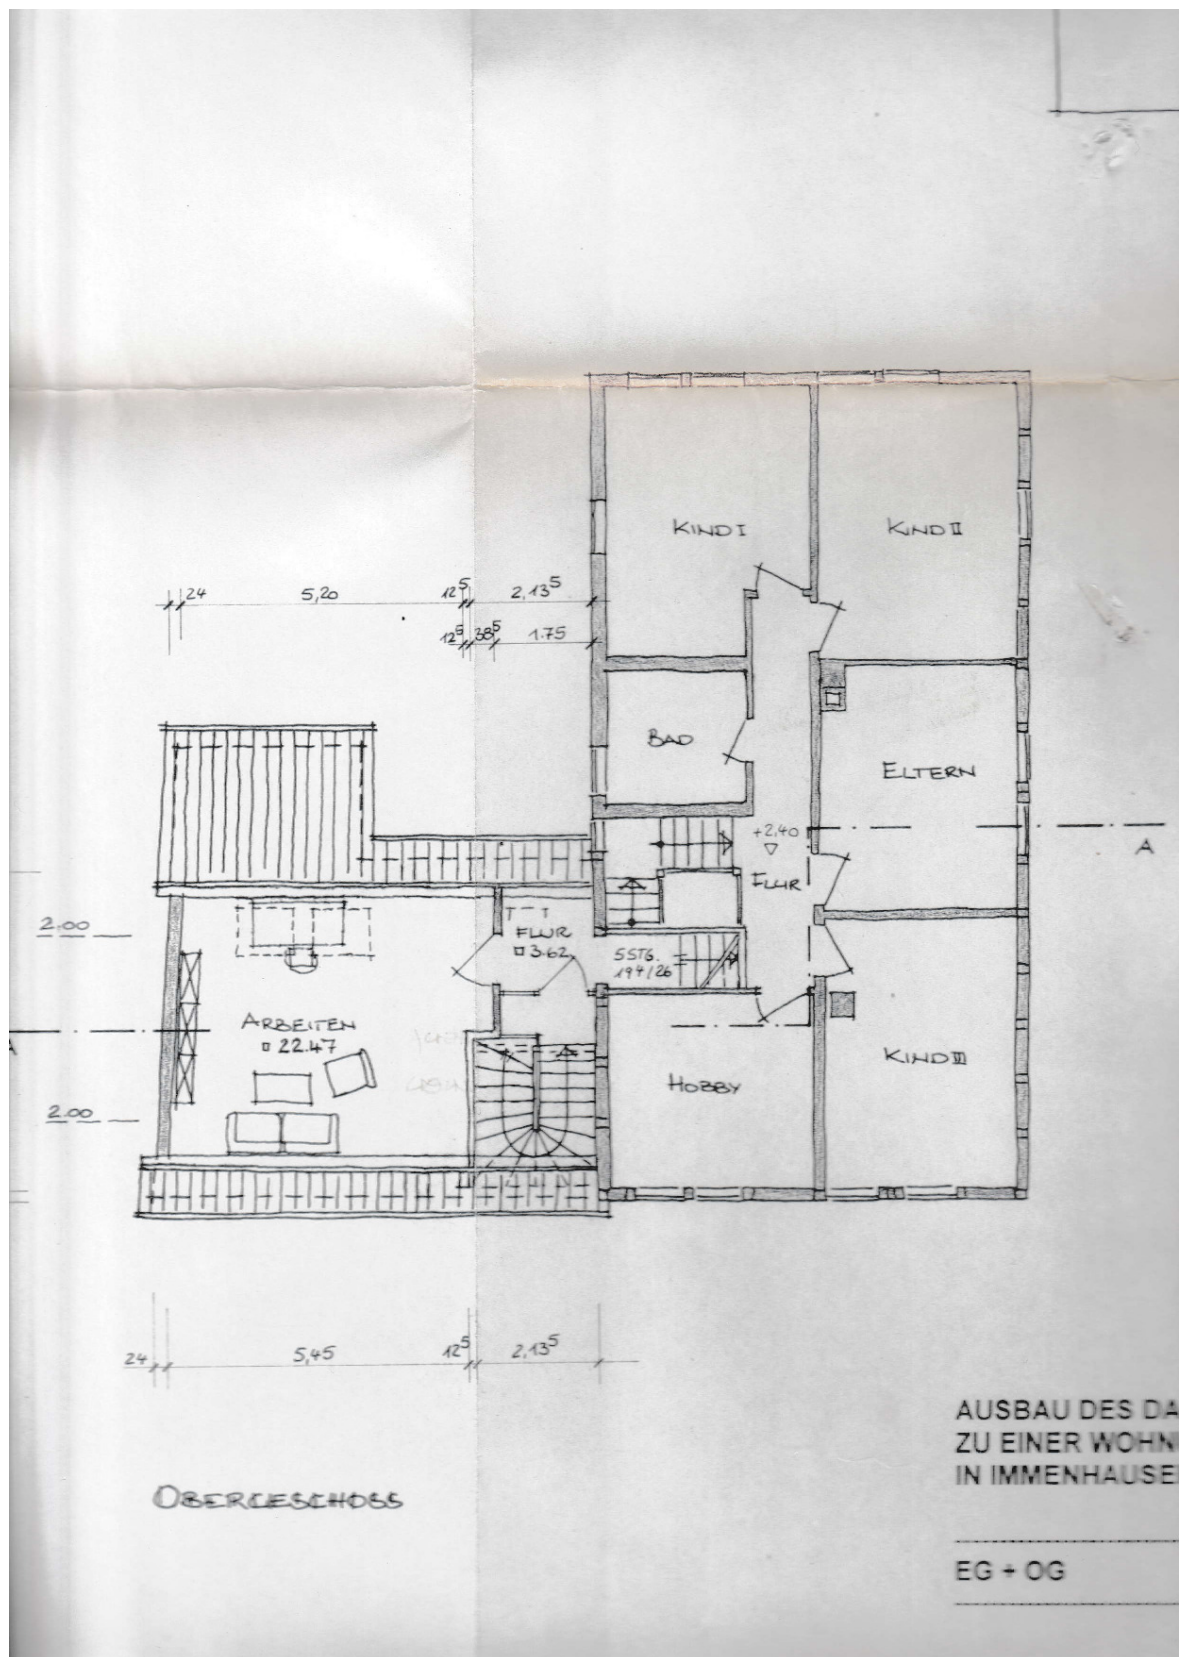 KIND I
KIND II
24
5,20
12⁵
2,13⁵
12⁵
38⁵
1.75
BAD
ELTERN
+2,40
FLUR
A
2,00
FLUR
3.62
5 STG.
19⁴/26
ARBEITEN
22.47
KIND III
HOBBY
2.00
24
5,45
12⁵
2,13⁵
AUSBAU DES DA
ZU EINER WOHN
IN IMMENHAUSE
OBERGESCHOSS
EG + OG